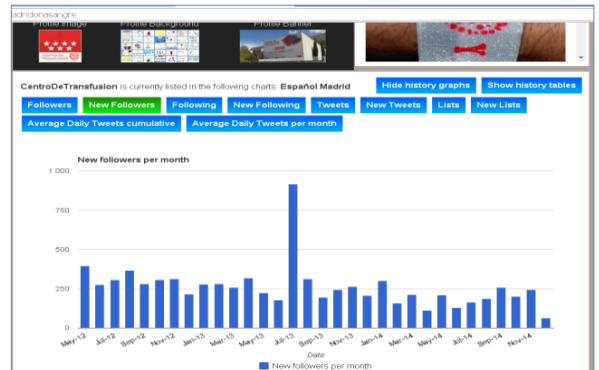 adridonasangre
Profile Image Profile Background Profile Banner
CentroDeTransfusion is currently listed in the following charts: Español Madrid
Hide history graphs Show history tables
Followers New Followers Following New Following Tweets New Tweets Lists New Lists
Average Daily Tweets cumulative Average Daily Tweets per month
New followers per month
1.000
750
500
250
0
May-12 Jul-12 Sep-12 Nov-12 Jan-13 Mar-13 May-13 Jul-13 Sep-13 Nov-13 Jan-14 Mar-14 May-14 Jul-14 Sep-14 Nov-14
Date
New followers per month